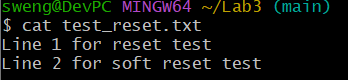 sweng@DevPC MINGW64 ~/Lab3 (main)
$ cat test_reset.txt
Line 1 for reset test
Line 2 for soft reset test